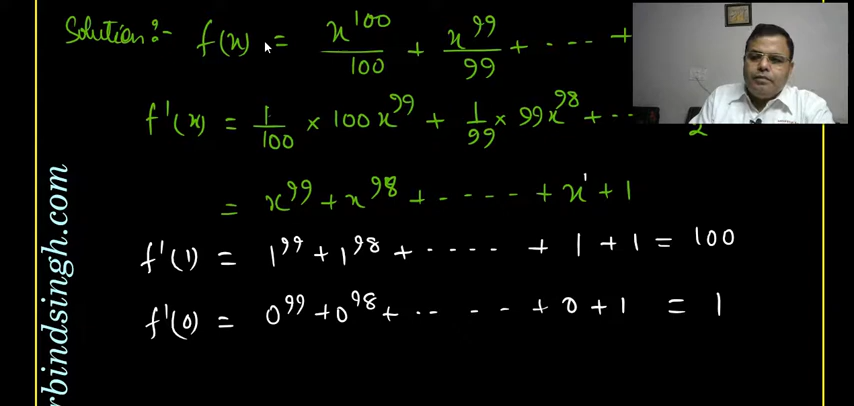 Solution:- f(x) = x^100/100 + x^99/99 + ---- +
f'(x) = 1/100 × 100x^99 + 1/99 × 99x^98 + --- 2
= x^99 + x^98 + ----- + x^1 + 1
f'(1) = 1^99 + 1^98 + ----- + 1 + 1 = 100
f'(0) = 0^99 + 0^98 + -- -- - + 0 + 1 = 1
rbindsingh.com